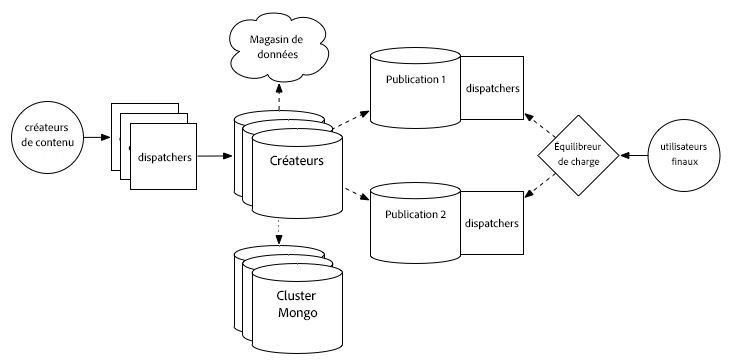 Magasin de
données
créateurs
de contenu
dispatchers
Créateurs
Publication 1
dispatchers
Publication 2
dispatchers
Équilibreur
de charge
utilisateurs
finaux
Cluster
Mongo